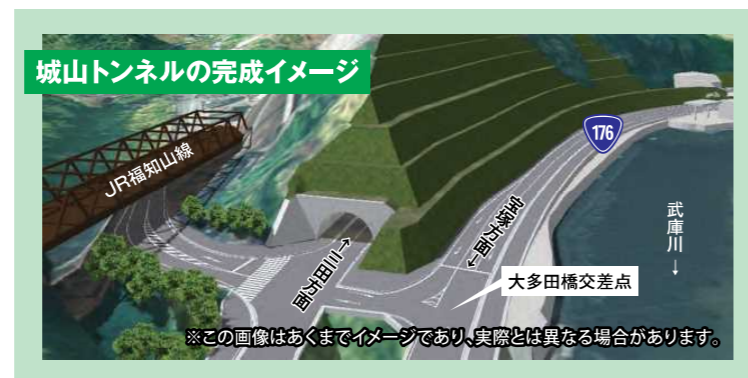 城山トンネルの完成イメージ
JR福知山線
176
←三田方面
宝塚方面→
武庫川→
大多田橋交差点
※この画像はあくまでイメージであり、実際とは異なる場合があります。